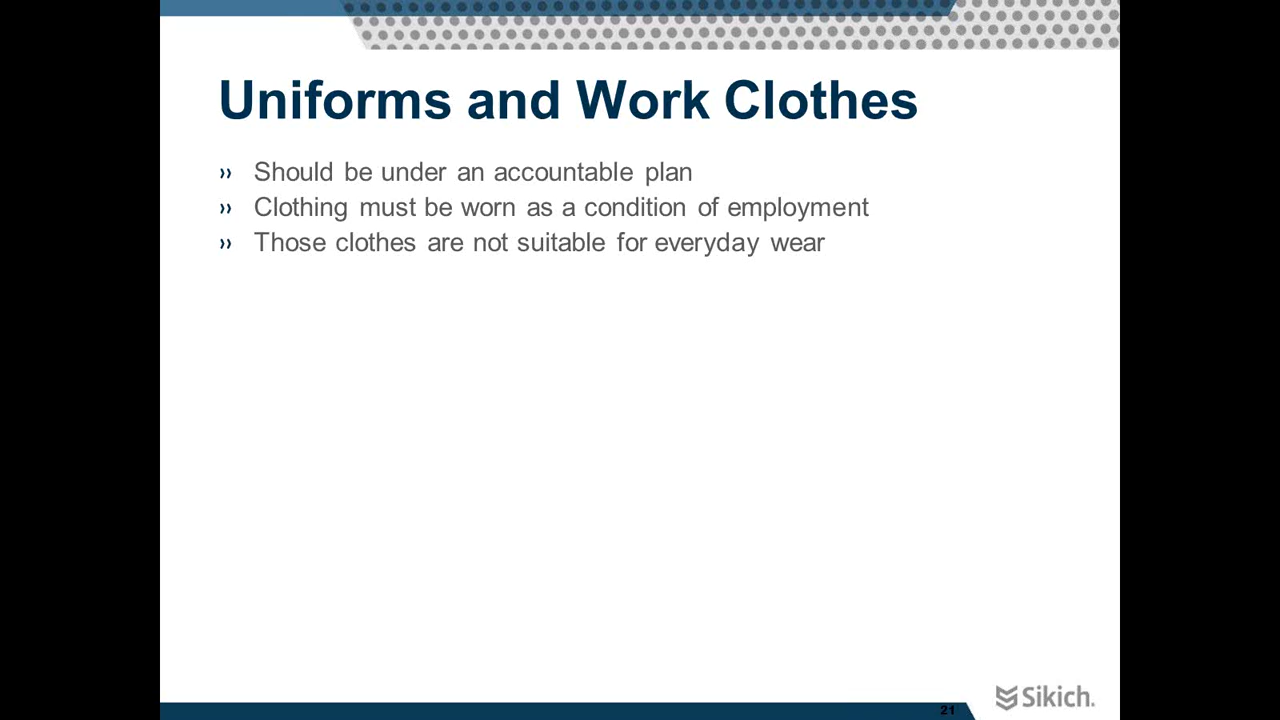 Uniforms and Work Clothes
›› Should be under an accountable plan
›› Clothing must be worn as a condition of employment
›› Those clothes are not suitable for everyday wear
21
Sikich.